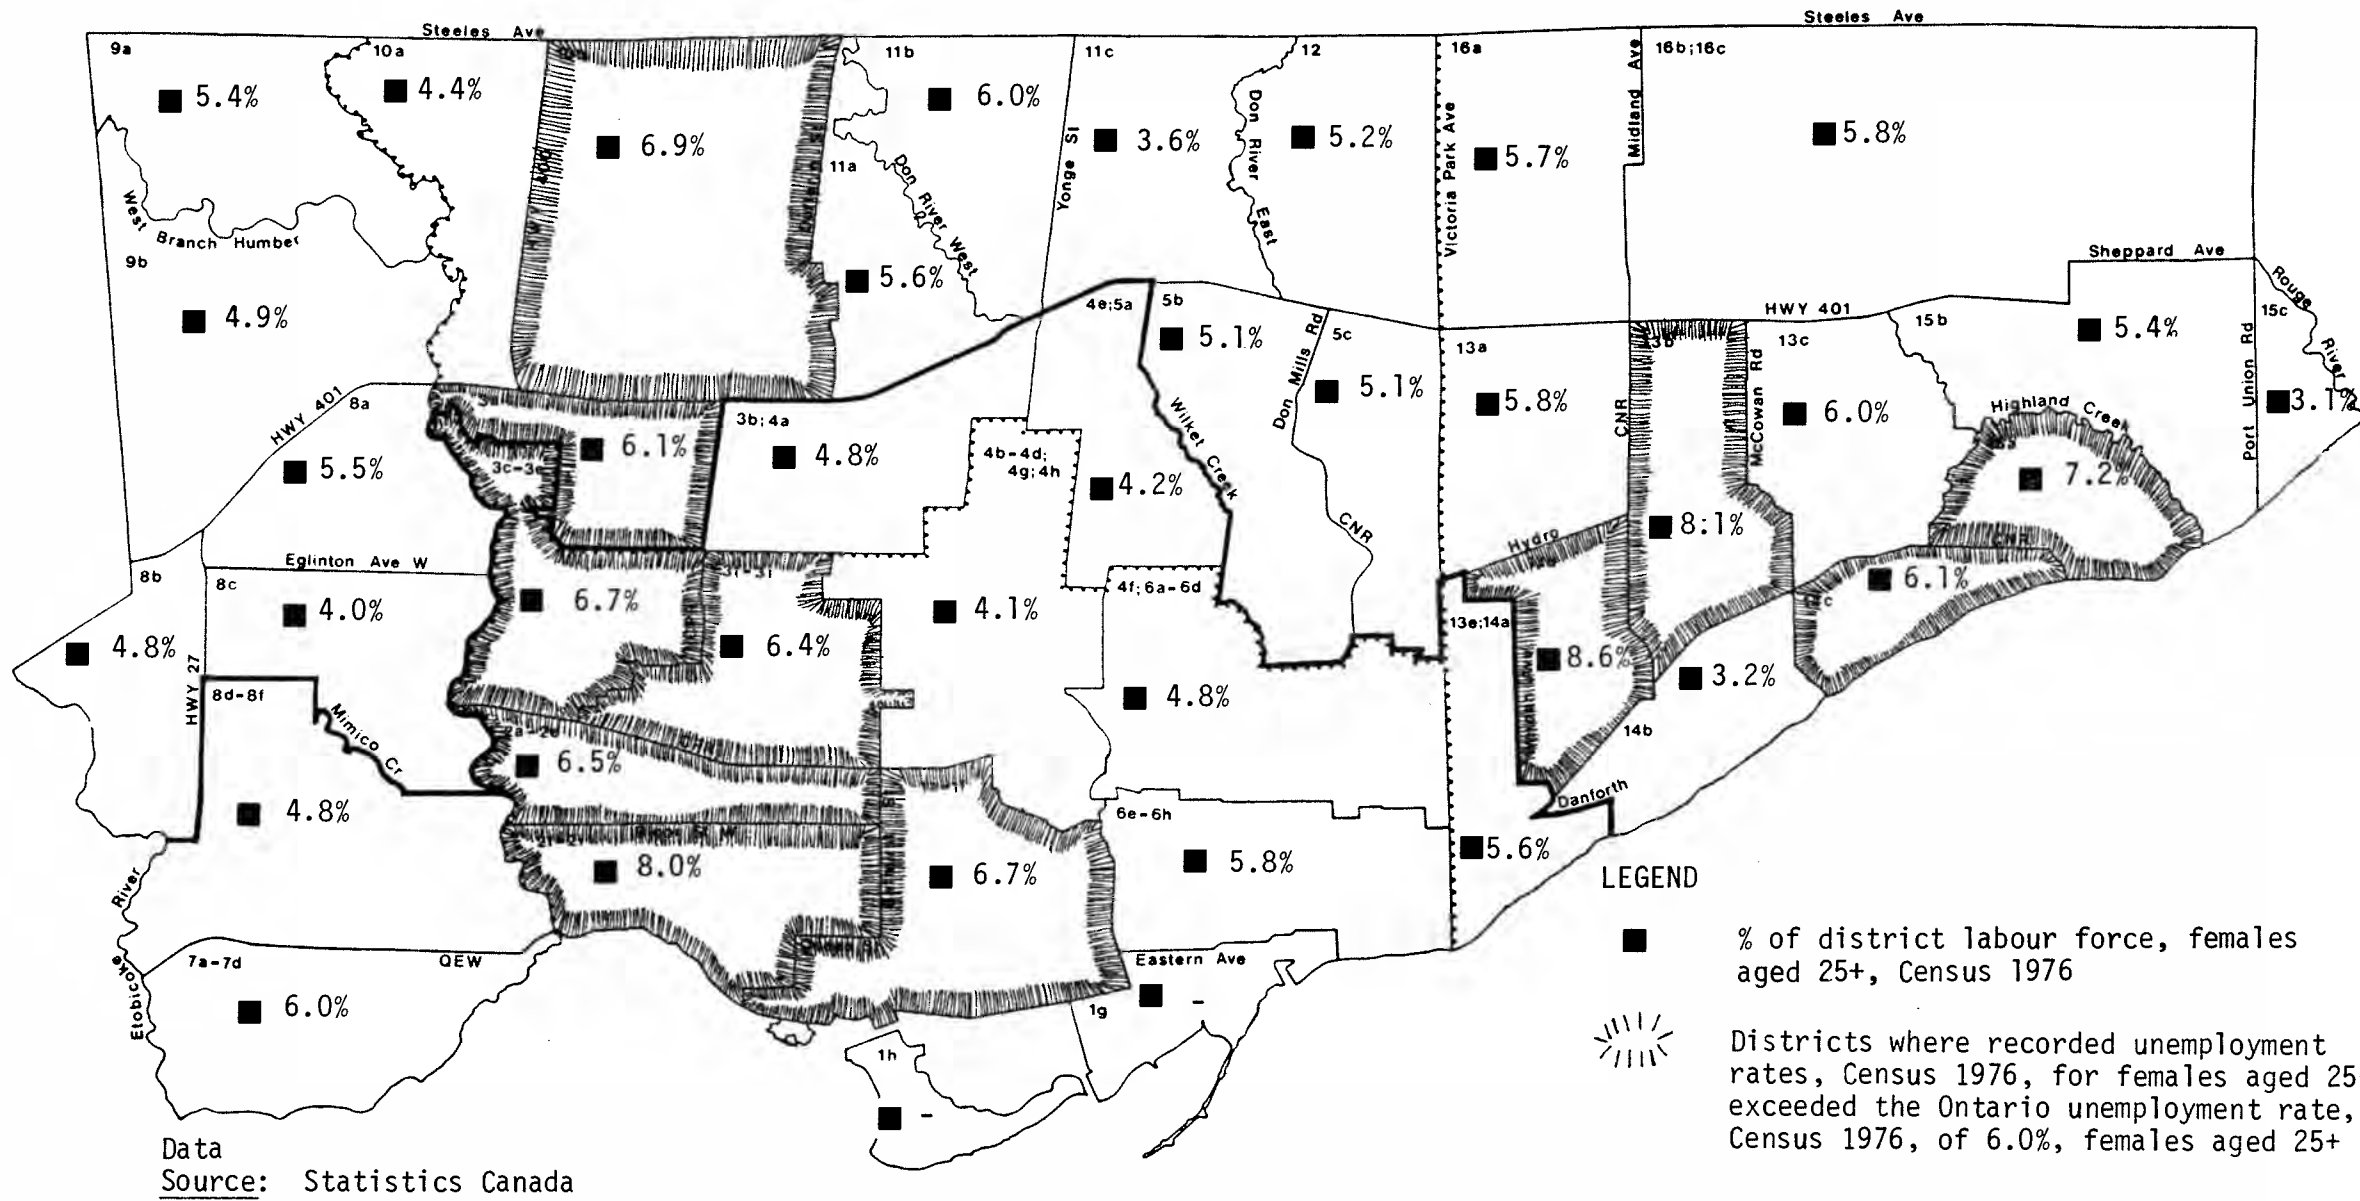 Steeles Ave
Steeles Ave
9a
10a
11b
11c
12
16a
16b;16c
5.4%
4.4%
6.9%
6.0%
3.6%
5.2%
5.7%
5.8%
HWY 400
11a
Don River West
Yonge St
Don River East
Victoria Park Ave
Midland Ave
West Branch Humber
9b
4.9%
5.6%
Sheppard Ave
HWY 401
4e;5a
5b
5.1%
Don Mills Rd
5c
5.1%
13a
5.8%
CNR
13b
McCowan Rd
13c
6.0%
15b
5.4%
Port Union Rd
15c
Rouge River
3.1%
Highland Creek
7.2%
CNR
HWY 401
8a
5.5%
3c-3e
6.1%
3b;4a
4.8%
4b-4d;
4g;4h
4.2%
Wilket Creek
CNR
Hydro
8:1%
6.1%
Eglinton Ave W
8b
8c
4.0%
4.8%
HWY 27
6.7%
6.4%
4.1%
4f;6a-6d
4.8%
13e;14a
8.6%
3.2%
14b
Danforth
8d-8f
Mimico Cr
4.8%
6.5%
Bloor St W
8.0%
6.7%
6e-6h
5.8%
5.6%
Queen St
Eastern Ave
1g
-
1h
-
Etobicoke River
7a-7d
QEW
6.0%
LEGEND
% of district labour force, females
aged 25+, Census 1976
Districts where recorded unemployment
rates, Census 1976, for females aged 25
exceeded the Ontario unemployment rate,
Census 1976, of 6.0%, females aged 25+
Data
Source: Statistics Canada